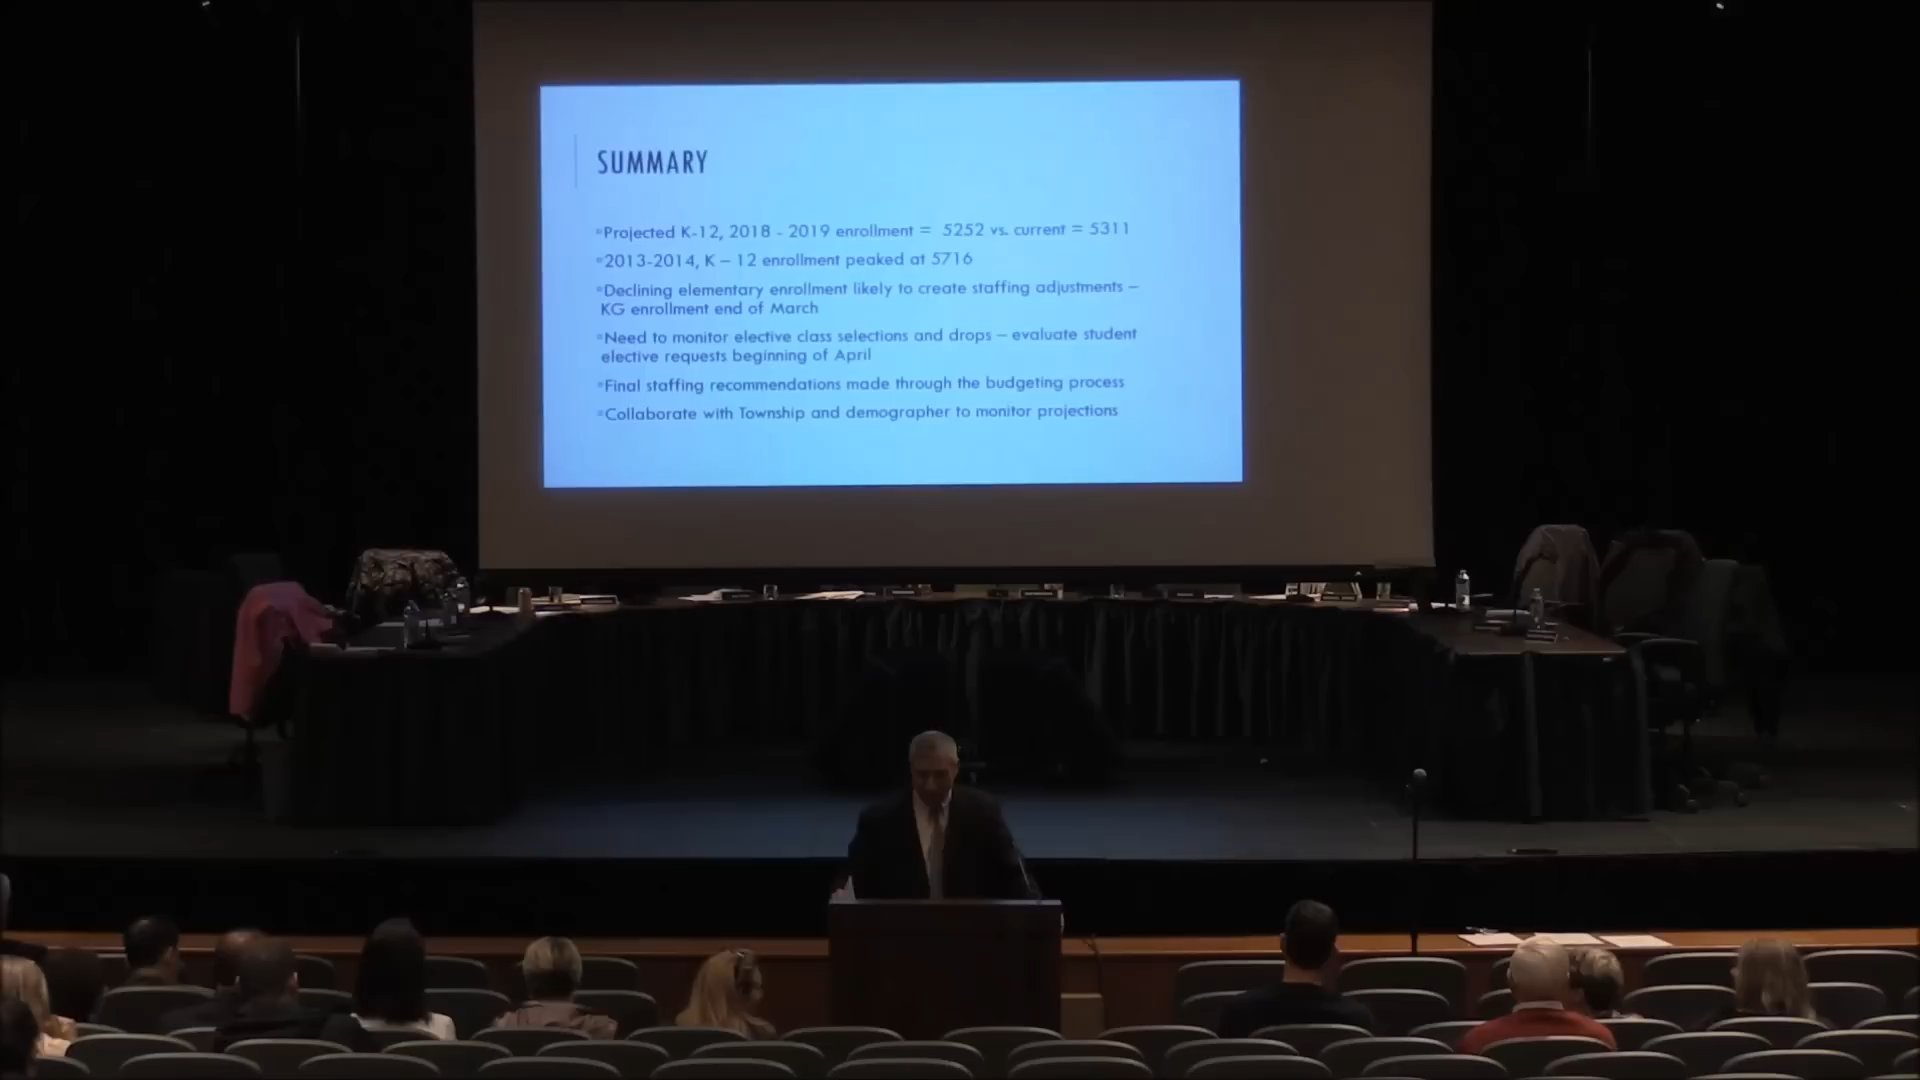 SUMMARY
Projected K-12, 2018 - 2019 enrollment = 5252 vs. current = 5311
2013-2014, K – 12 enrollment peaked at 5716
Declining elementary enrollment likely to create staffing adjustments –
KG enrollment end of March
Need to monitor elective class selections and drops – evaluate student
elective requests beginning of April
Final staffing recommendations made through the budgeting process
Collaborate with Township and demographer to monitor projections